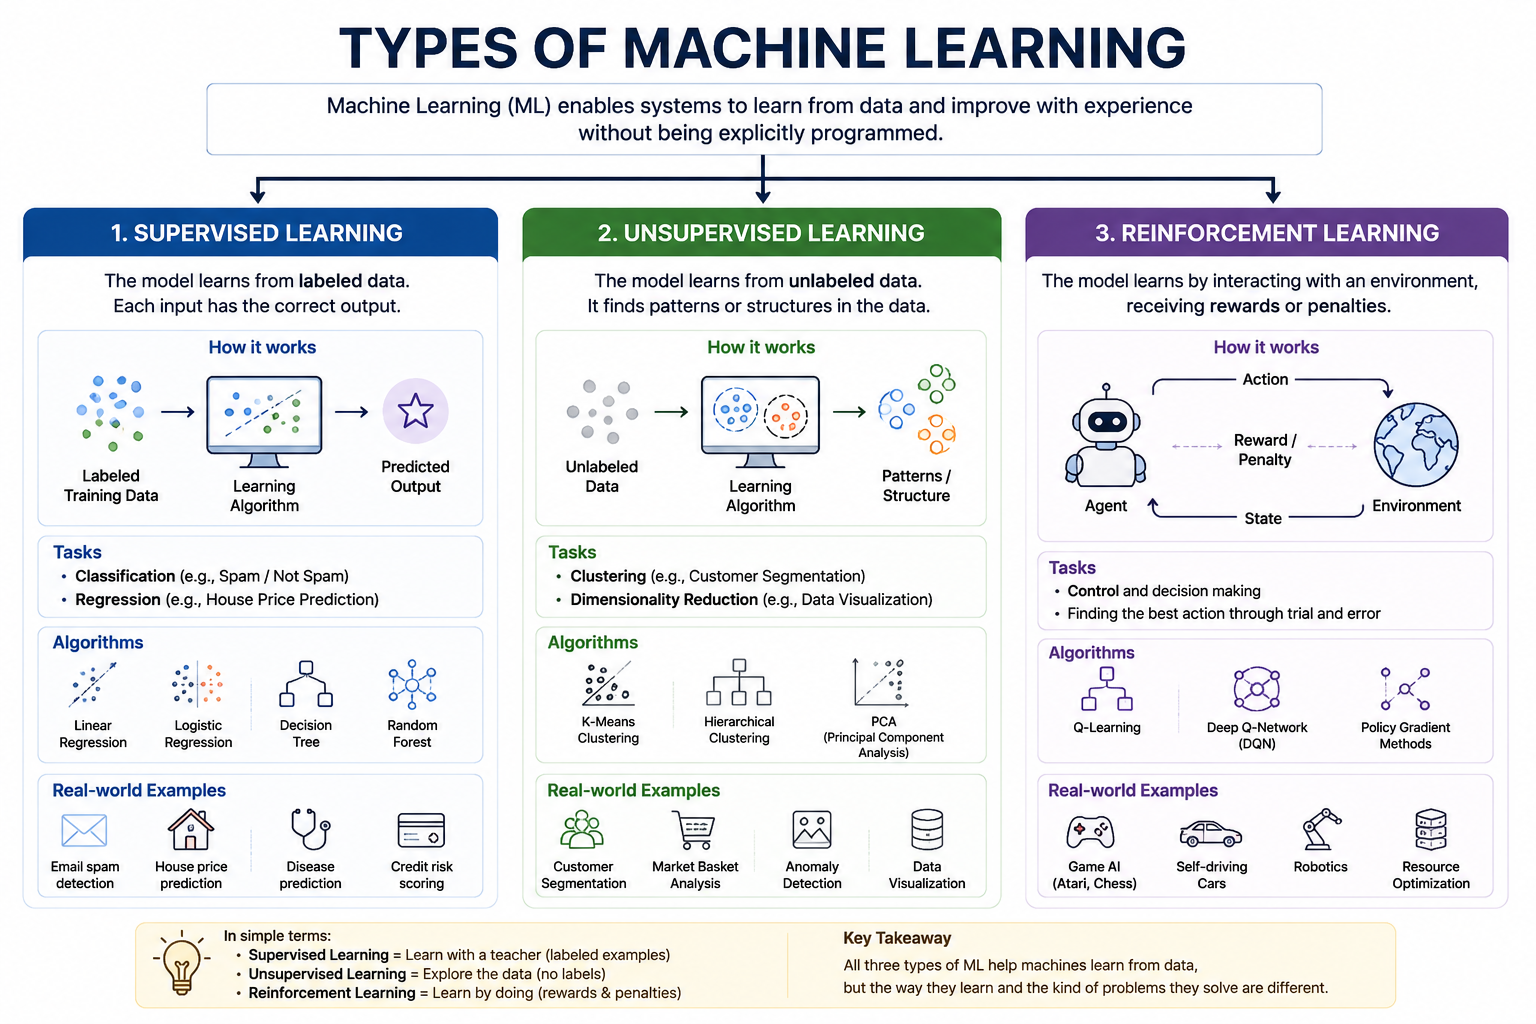 TYPES OF MACHINE LEARNING
Machine Learning (ML) enables systems to learn from data and improve with experience
without being explicitly programmed.
1. SUPERVISED LEARNING
The model learns from labeled data.
Each input has the correct output.
How it works
Labeled
Training Data
Learning
Algorithm
Predicted
Output
Tasks
• Classification (e.g., Spam / Not Spam)
• Regression (e.g., House Price Prediction)
Algorithms
Linear
Regression
Logistic
Regression
Decision
Tree
Random
Forest
Real-world Examples
Email spam
detection
House price
prediction
Disease
prediction
Credit risk
scoring
2. UNSUPERVISED LEARNING
The model learns from unlabeled data.
It finds patterns or structures in the data.
How it works
Unlabeled
Data
Learning
Algorithm
Patterns /
Structure
Tasks
• Clustering (e.g., Customer Segmentation)
• Dimensionality Reduction (e.g., Data Visualization)
Algorithms
K-Means
Clustering
Hierarchical
Clustering
PCA
(Principal Component
Analysis)
Real-world Examples
Customer
Segmentation
Market Basket
Analysis
Anomaly
Detection
Data
Visualization
3. REINFORCEMENT LEARNING
The model learns by interacting with an environment,
receiving rewards or penalties.
How it works
Action
Reward /
Penalty
Agent
State
Environment
Tasks
• Control and decision making
• Finding the best action through trial and error
Algorithms
Q-Learning
Deep Q-Network
(DQN)
Policy Gradient
Methods
Real-world Examples
Game AI
(Atari, Chess)
Self-driving
Cars
Robotics
Resource
Optimization
In simple terms:
• Supervised Learning = Learn with a teacher (labeled examples)
• Unsupervised Learning = Explore the data (no labels)
• Reinforcement Learning = Learn by doing (rewards & penalties)
Key Takeaway
All three types of ML help machines learn from data,
but the way they learn and the kind of problems they solve are different.